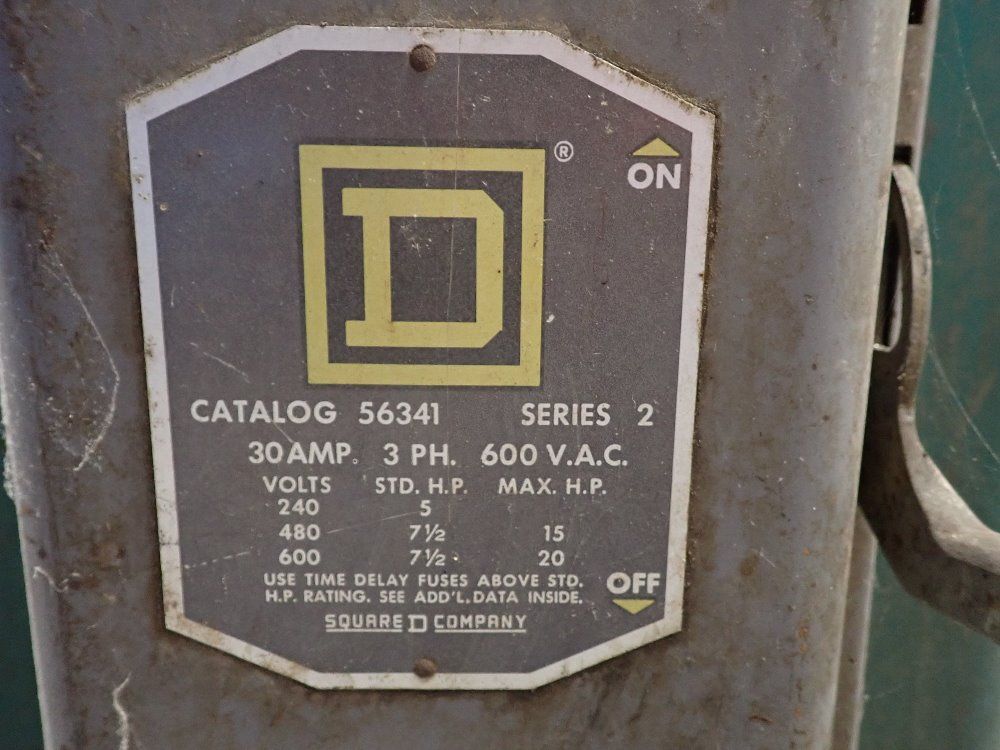 D ®
ON
CATALOG 56341 SERIES 2
30 AMP. 3 PH. 600 V.A.C.
VOLTS STD. H.P. MAX. H.P.
240 5
480 7½ 15
600 7½ 20
USE TIME DELAY FUSES ABOVE STD.
H.P. RATING. SEE ADD'L. DATA INSIDE.
OFF
SQUARE D COMPANY